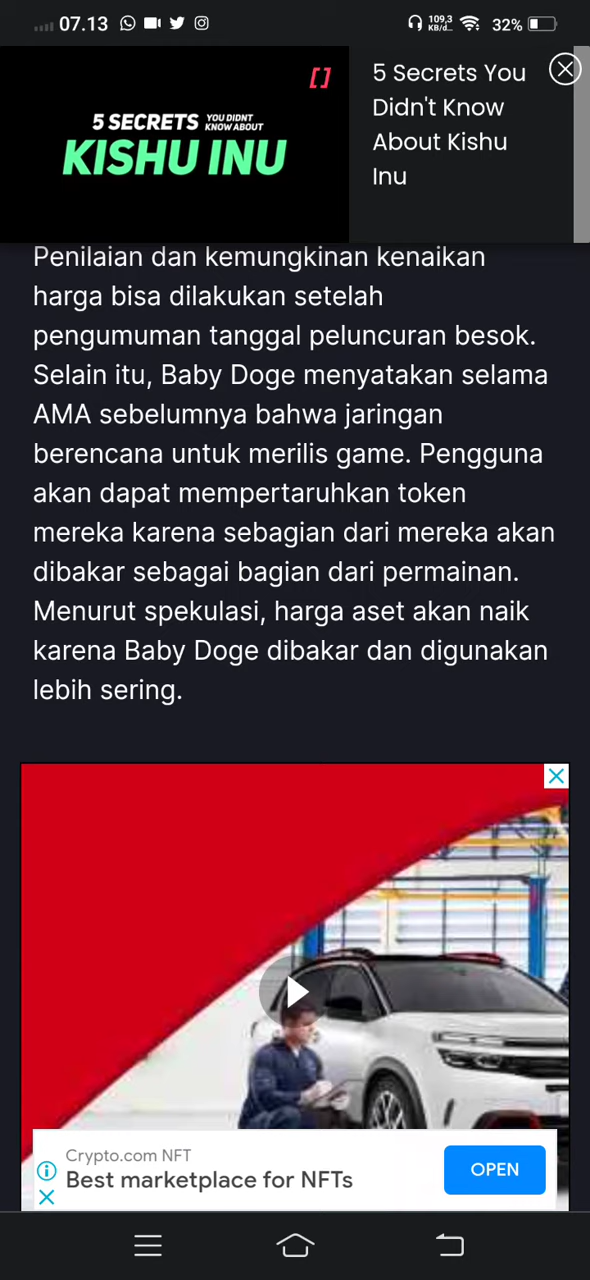 07.13
109,3
KB/d...
32%
[ ]
5 SECRETS YOU DIDNT KNOW ABOUT
KISHU INU
5 Secrets You
Didn't Know
About Kishu
Inu
Penilaian dan kemungkinan kenaikan
harga bisa dilakukan setelah
pengumuman tanggal peluncuran besok.
Selain itu, Baby Doge menyatakan selama
AMA sebelumnya bahwa jaringan
berencana untuk merilis game. Pengguna
akan dapat mempertaruhkan token
mereka karena sebagian dari mereka akan
dibakar sebagai bagian dari permainan.
Menurut spekulasi, harga aset akan naik
karena Baby Doge dibakar dan digunakan
lebih sering.
Crypto.com NFT
Best marketplace for NFTs
OPEN